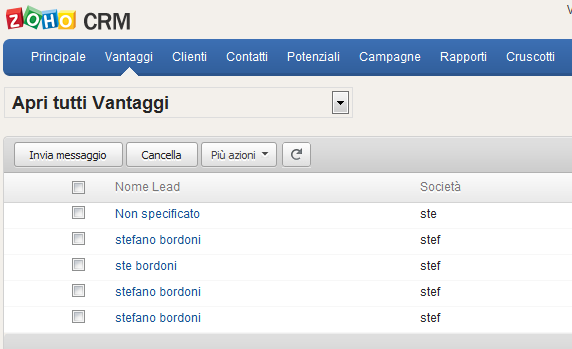 ZOHO CRM
Principale Vantaggi Clienti Contatti Potenziali Campagne Rapporti Cruscotti
Apri tutti Vantaggi
Invia messaggio Cancella Più azioni
Nome Lead Società
Non specificato ste
stefano bordoni stef
ste bordoni stef
stefano bordoni stef
stefano bordoni stef